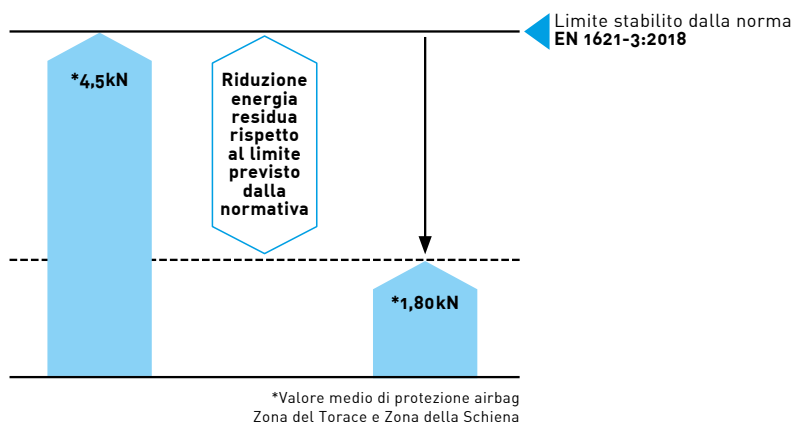 Limite stabilito dalla norma
EN 1621-3:2018
*4,5kN
Riduzione
energia
residua
rispetto
al limite
previsto
dalla
normativa
*1,80kN
*Valore medio di protezione airbag
Zona del Torace e Zona della Schiena